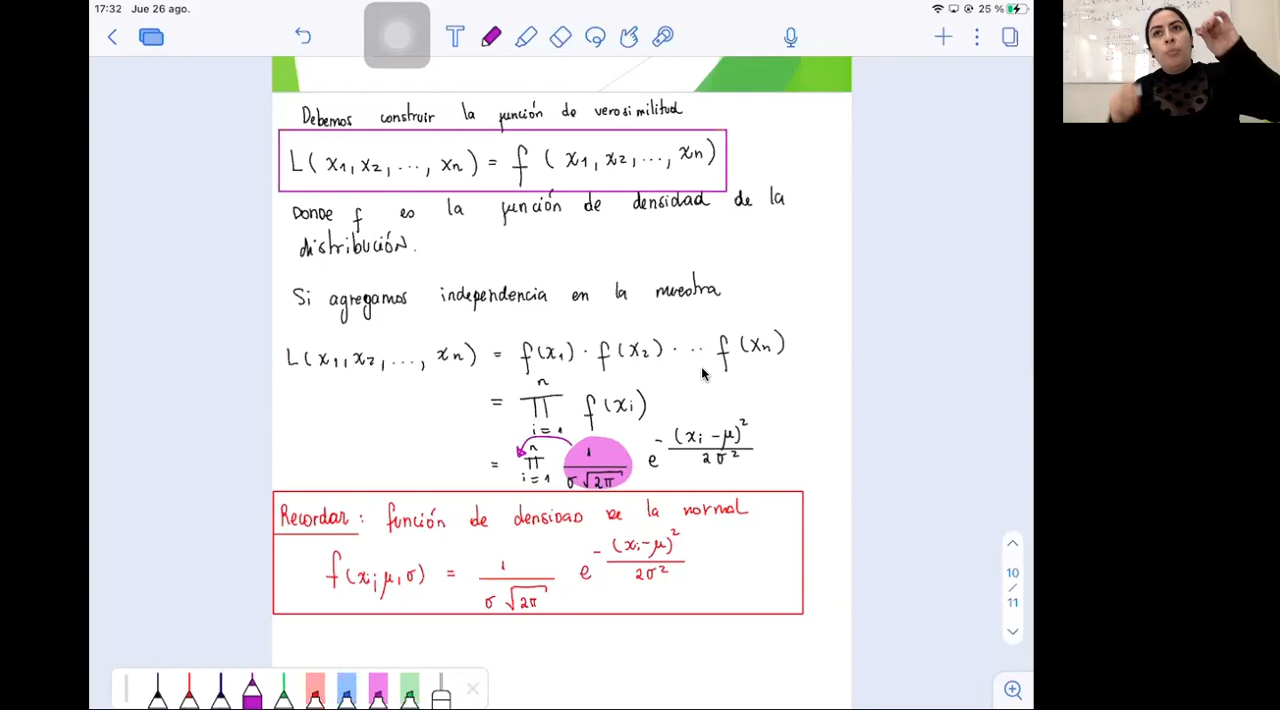 17:32 Jue 26 ago.
25 %
Debemos construir la función de verosimilitud
L( x1, x2, ..., xn) = f ( x1, x2, ..., xn)
Donde f es la función de densidad de la
distribución.
Si agregamos independencia en la muestra
L( x1, x2, ..., xn) = f(x1) · f(x2) · ·· f(xn)
= ∏_{i=1}^{n} f(xi)
= ∏_{i=1}^{n} 1/(σ√2π) e^{-(xi-μ)²/2σ²}
Recordar: función de densidad de la normal
f(x; μ, σ) = 1/(σ√2π) e^{-(xi-μ)²/2σ²}
10
/
11